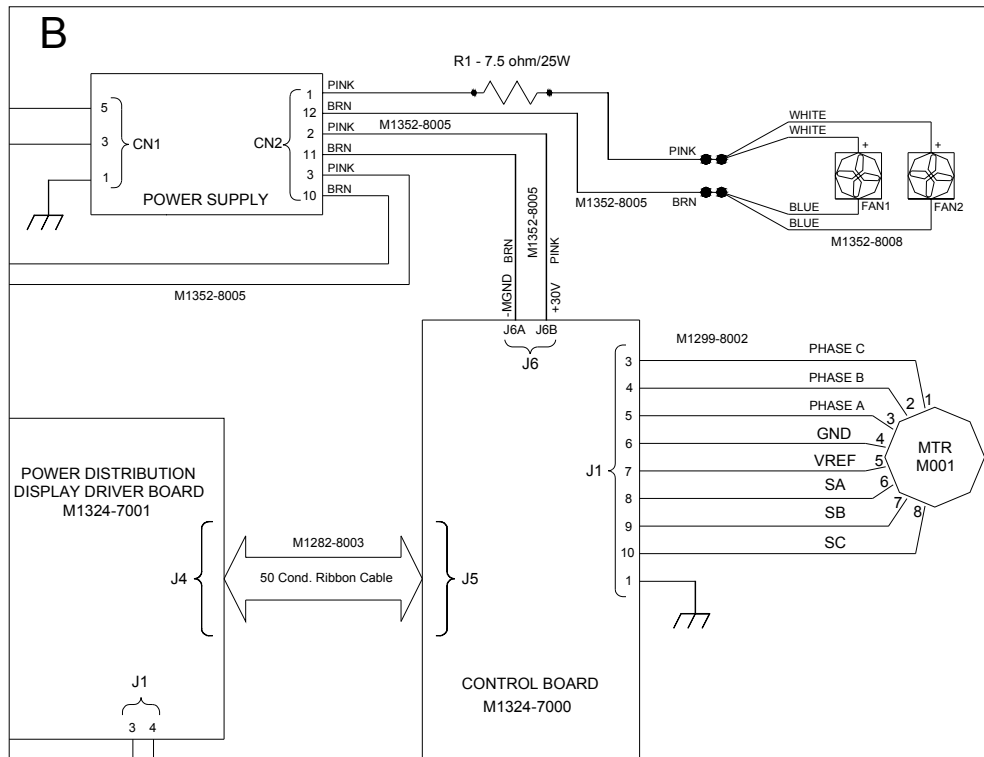 B
R1 - 7.5 ohm/25W
5
3
1
CN1
CN2
POWER SUPPLY
1
12
2
11
3
10
PINK
BRN
PINK
BRN
PINK
BRN
M1352-8005
M1352-8005
M1352-8005
M1352-8005
PINK
BRN
WHITE
WHITE
BLUE
BLUE
+
+
FAN1
FAN2
M1352-8008
BRN
PINK
-MGND
+30V
J6A
J6B
J6
M1299-8002
J1
3
4
5
6
7
8
9
10
1
PHASE C
PHASE B
PHASE A
GND
VREF
SA
SB
SC
1
2
3
4
5
6
7
8
MTR
M001
POWER DISTRIBUTION
DISPLAY DRIVER BOARD
M1324-7001
J4
M1282-8003
50 Cond. Ribbon Cable
J5
J1
3 4
CONTROL BOARD
M1324-7000